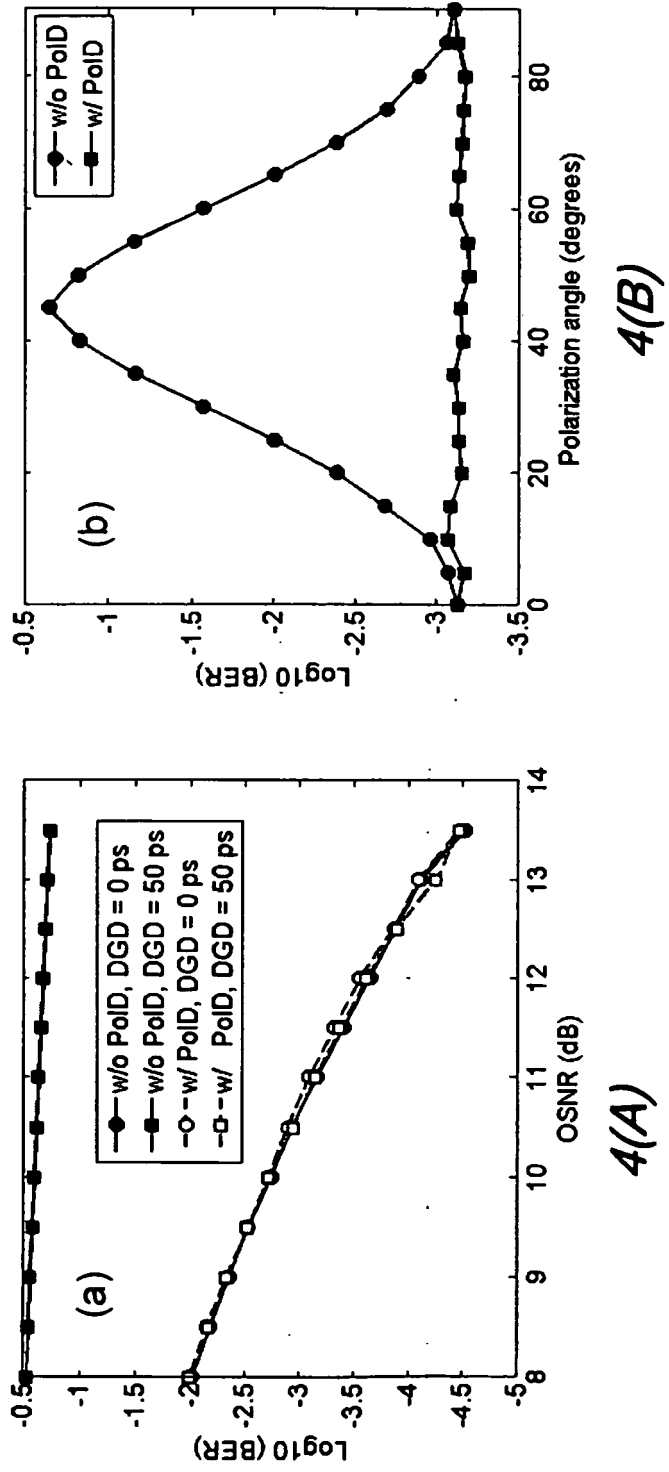 (a)
w/o PolD, DGD = 0 ps
w/o PolD, DGD = 50 ps
w/ PolD, DGD = 0 ps
w/ PolD, DGD = 50 ps
-0.5
-1
-1.5
-2
-2.5
-3
-3.5
-4
-4.5
-5
Log10 (BER)
8
9
10
11
12
13
14
OSNR (dB)
4(A)
(b)
w/o PolD
w/ PolD
-0.5
-1
-1.5
-2
-2.5
-3
-3.5
Log10 (BER)
0
20
40
60
80
Polarization angle (degrees)
4(B)